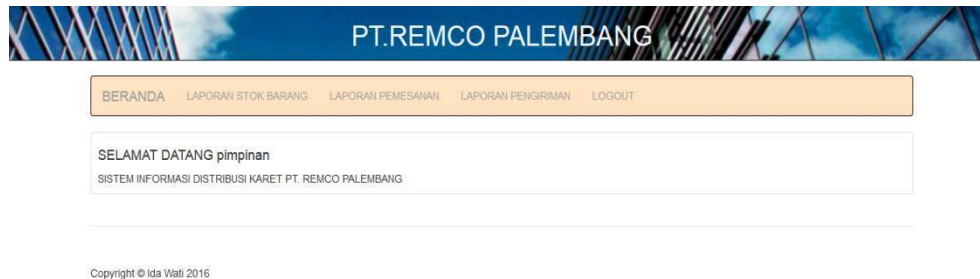 PT.REMCO PALEMBANG
BERANDA LAPORAN STOK BARANG LAPORAN PEMESANAN LAPORAN PENGIRIMAN LOGOUT
SELAMAT DATANG pimpinan
SISTEM INFORMASI DISTRIBUSI KARET PT. REMCO PALEMBANG
Copyright © Ida Wati 2016